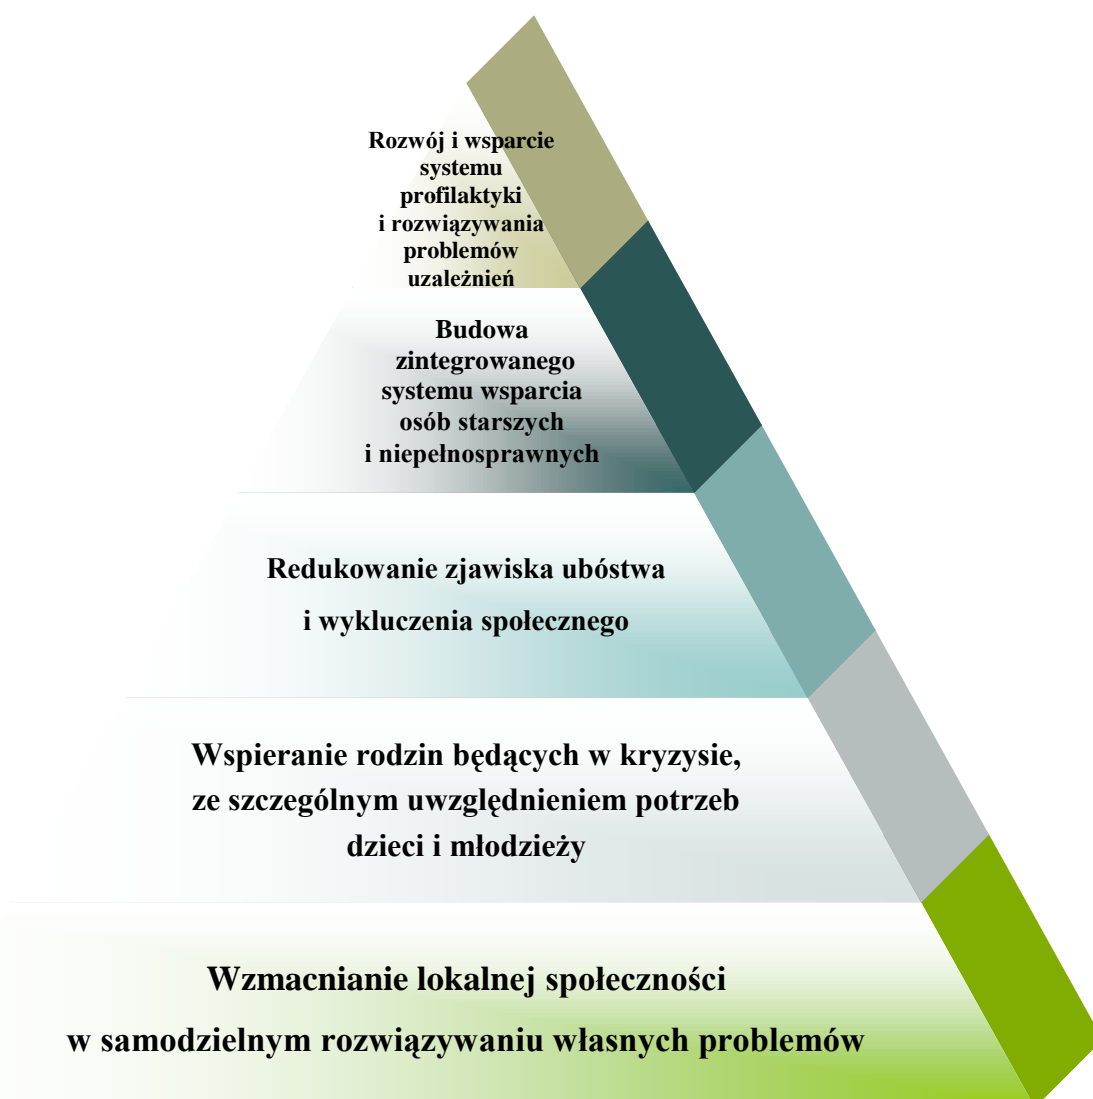 Rozwój i wsparcie
systemu
profilaktyki
i rozwiązywania
problemów
uzależnień
Budowa
zintegrowanego
systemu wsparcia
osób starszych
i niepełnosprawnych
Redukowanie zjawiska ubóstwa
i wykluczenia społecznego
Wspieranie rodzin będących w kryzysie,
ze szczególnym uwzględnieniem potrzeb
dzieci i młodzieży
Wzmacnianie lokalnej społeczności
w samodzielnym rozwiązywaniu własnych problemów